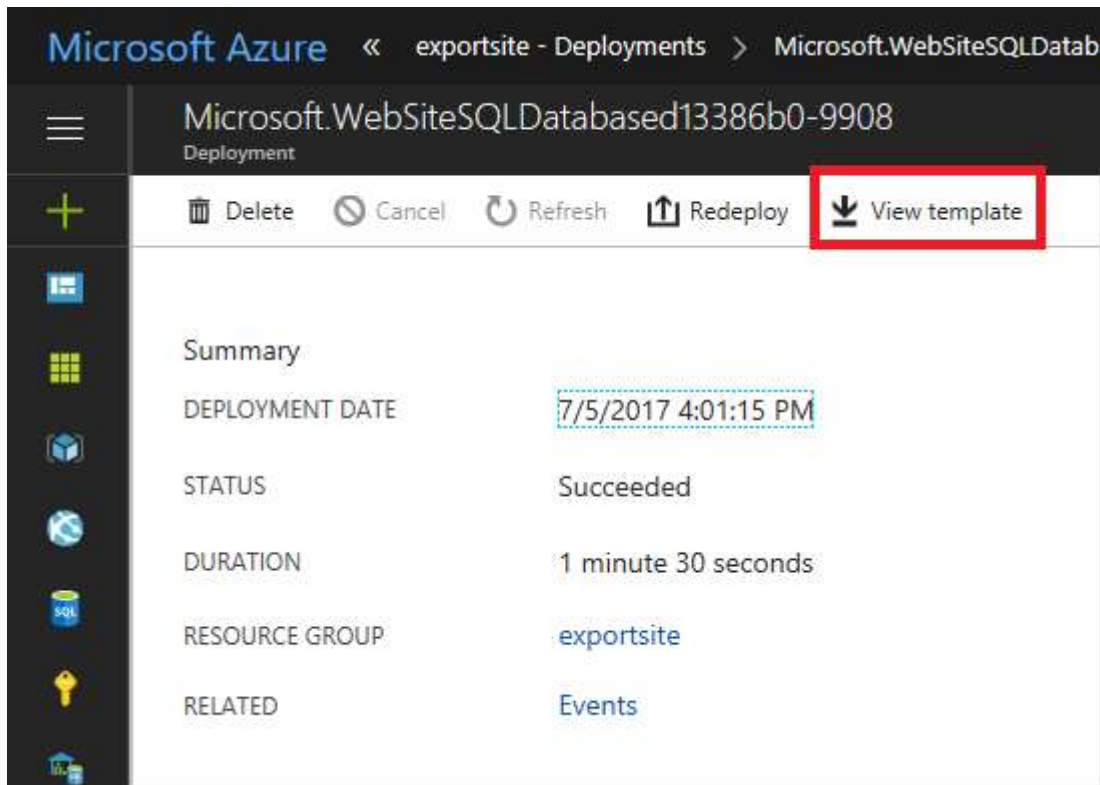 Microsoft Azure « exportsite - Deployments > Microsoft.WebSiteSQLDatab
Microsoft.WebSiteSQLDatabased13386b0-9908
Deployment
Delete Cancel Refresh Redeploy View template
Summary
DEPLOYMENT DATE 7/5/2017 4:01:15 PM
STATUS Succeeded
DURATION 1 minute 30 seconds
SQL
RESOURCE GROUP exportsite
RELATED Events